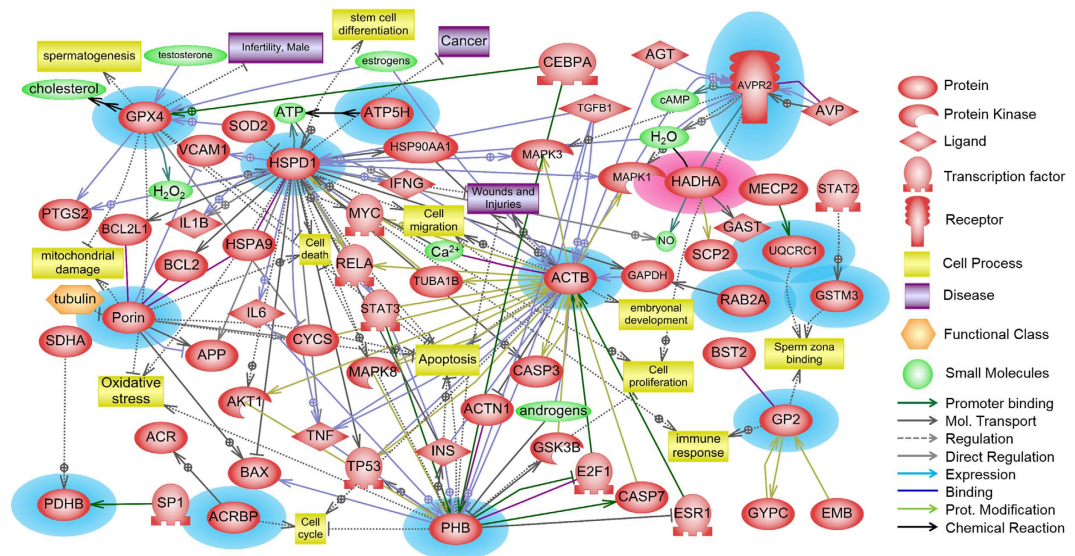 stem cell
differentiation
spermatogenesis
testosterone
Infertility, Male
Cancer
estrogens
CEBPA
AGT
AVPR2
cholesterol
GPX4
ATP
ATP5H
TGFB1
cAMP
AVP
SOD2
VCAM1
HSPD1
HSP90AA1
MAPK3
H₂O
PTGS2
H₂O₂
IL1B
IFNG
Wounds and
Injuries
MAPK1
HADHA
MECP2
STAT2
BCL2L1
HSPA9
MYC
Cell
migration
NO
GAST
UQCRC1
mitochondrial
damage
BCL2
Cell
death
RELA
Ca²⁺
TUBA1B
ACTB
GAPDH
SCP2
RAB2A
GSTM3
tubulin
Porin
IL6
STAT3
embryonal
development
SDHA
APP
CYCS
Apoptosis
Sperm zona
binding
BST2
Oxidative
stress
AKT1
MAPK8
CASP3
Cell
proliferation
ACTN1
androgens
GP2
ACR
TNF
INS
GSK3B
immune
response
BAX
TP53
E2F1
CASP7
PDHB
SP1
ACRBP
Cell
cycle
PHB
ESR1
GYPC
EMB
Protein
Protein Kinase
Ligand
Transcription factor
Receptor
Cell Process
Disease
Functional Class
Small Molecules
Promoter binding
Mol. Transport
Regulation
Direct Regulation
Expression
Binding
Prot. Modification
Chemical Reaction